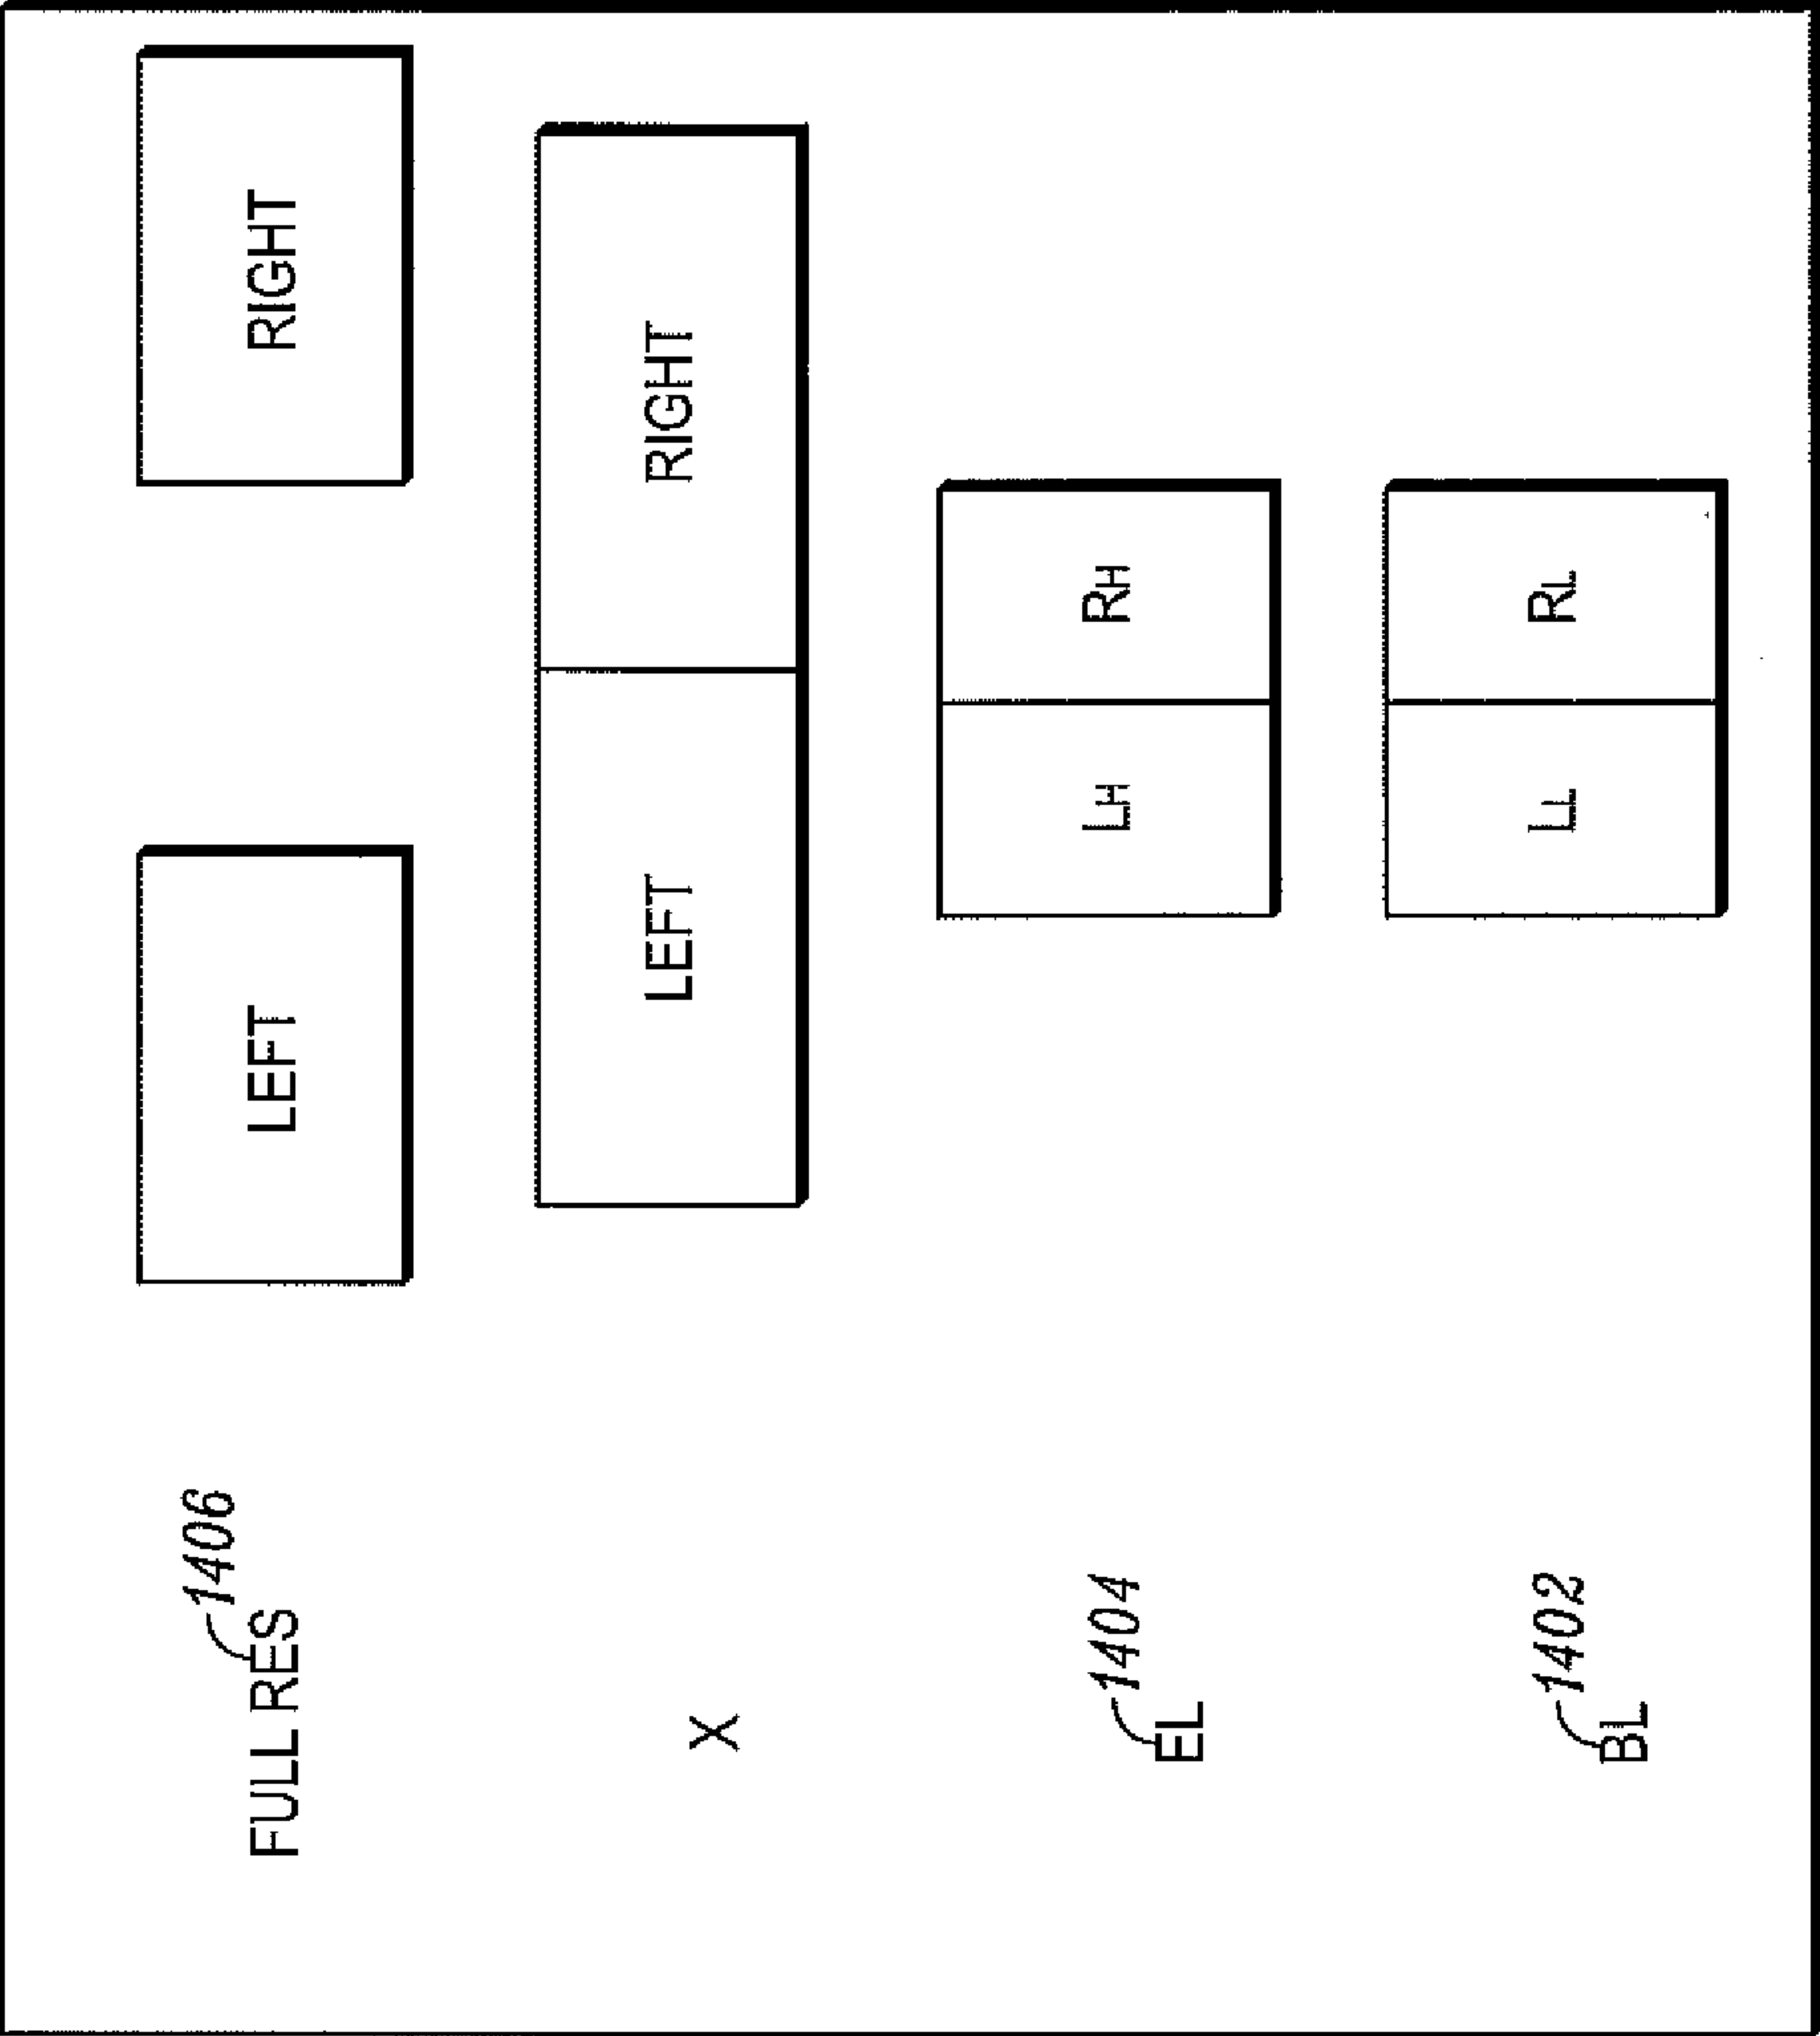 FULL RES 1406 LEFT RIGHT
X LEFT RIGHT
EL 1404 LH RH
BL 1402 LL RL